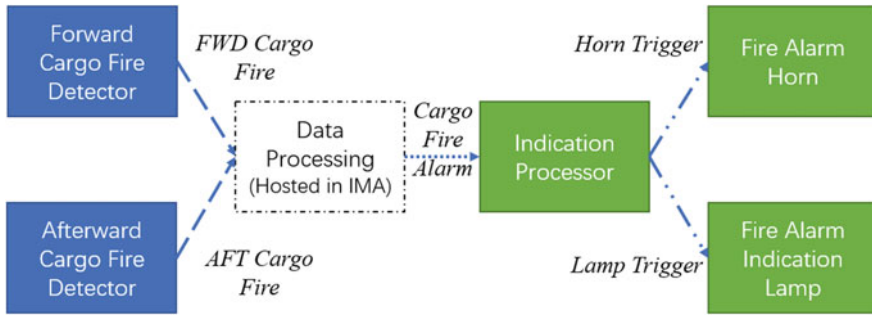 Forward
Cargo Fire
Detector
FWD Cargo
Fire
Horn Trigger
Fire Alarm
Horn
Data
Processing
(Hosted in IMA)
Cargo
Fire
Alarm
Indication
Processor
Afterward
Cargo Fire
Detector
AFT Cargo
Fire
Lamp Trigger
Fire Alarm
Indication
Lamp